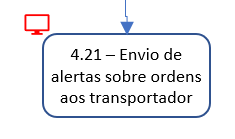 4.21 – Envio de
alertas sobre ordens
aos transportador